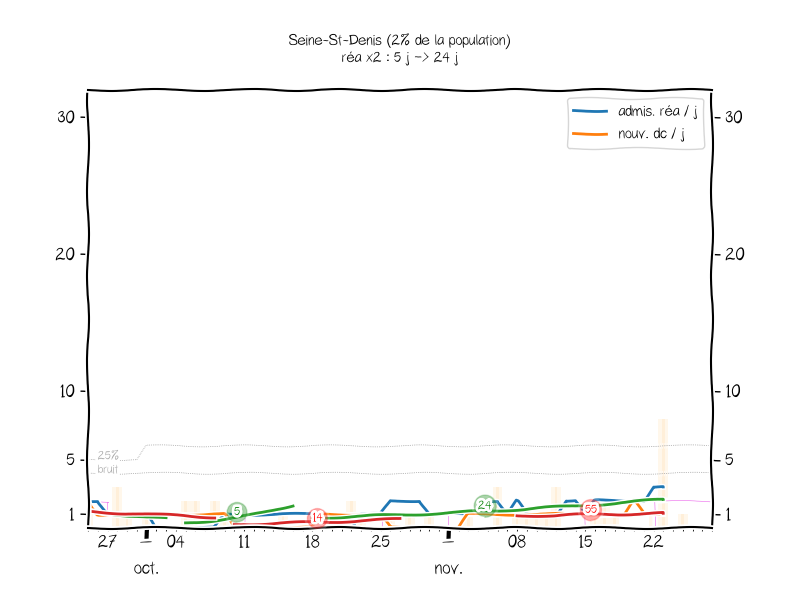 Seine-St-Denis (2% de la population)
réa x2 : 5 j -> 24 j
admis. réa / j
nouv. dc / j
30 30
20 20
10 10
5 5
25%
bruit
1 1
5 14 24 55
27 04 11 18 25 08 15 22
oct. nov.